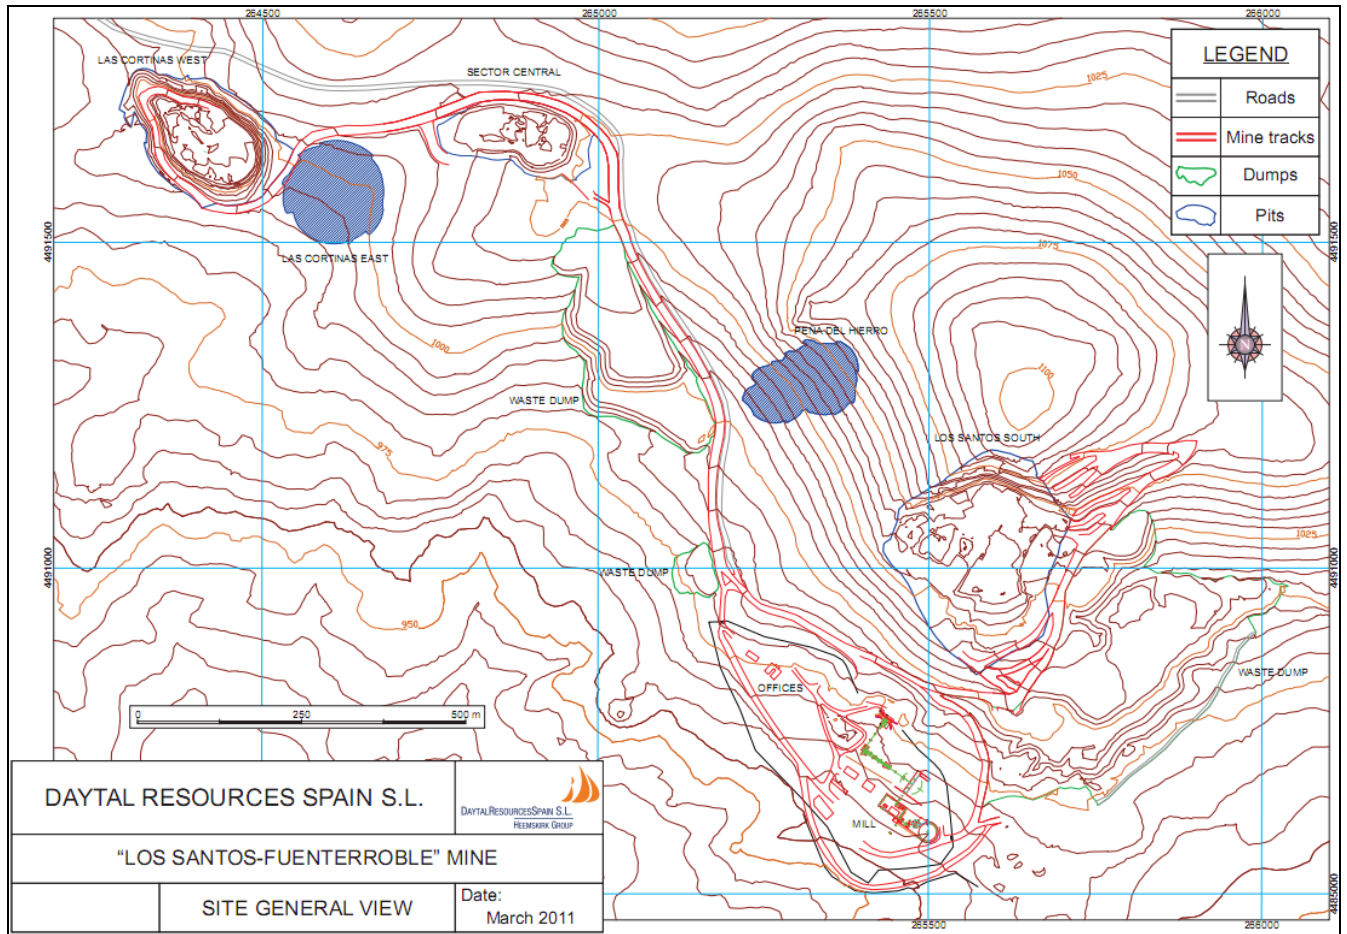 264500
265000
265500
266000
LAS CORTINAS WEST
SECTOR CENTRAL
LEGEND
Roads
Mine tracks
Dumps
Pits
1025
1050
1075
1100
4491500
4491500
LAS CORTINAS EAST
1000
PEÑA DEL HIERRO
N
WASTE DUMP
LOS SANTOS SOUTH
975
1025
4491000
4491000
WASTE DUMP
950
WASTE DUMP
OFFICES
MILL
0
250
500 m
DAYTAL RESOURCES SPAIN S.L.
DAYTALRESOURCESSPAIN S.L.
HEEMSKIRK GROUP
"LOS SANTOS-FUENTERROBLE" MINE
SITE GENERAL VIEW
Date:
March 2011
4485000
265500
266000